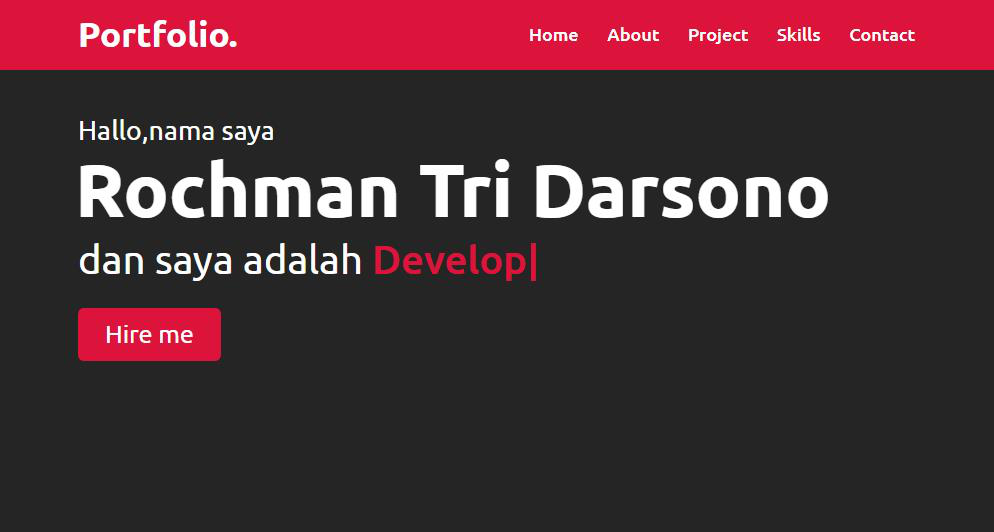 Portfolio.
Home About Project Skills Contact
Hallo,nama saya
Rochman Tri Darsono
dan saya adalah Develop|
Hire me